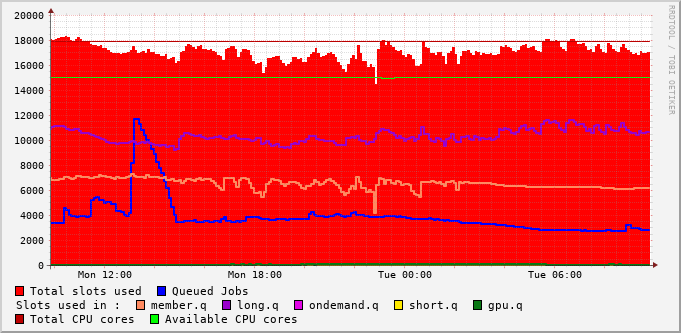 20000
18000
16000
14000
12000
10000
8000
6000
4000
2000
0
Mon 12:00 Mon 18:00 Tue 00:00 Tue 06:00
RRDTOOL / TOBI OETIKER
Total slots used Queued Jobs
Slots used in : member.q long.q ondemand.q short.q gpu.q
Total CPU cores Available CPU cores